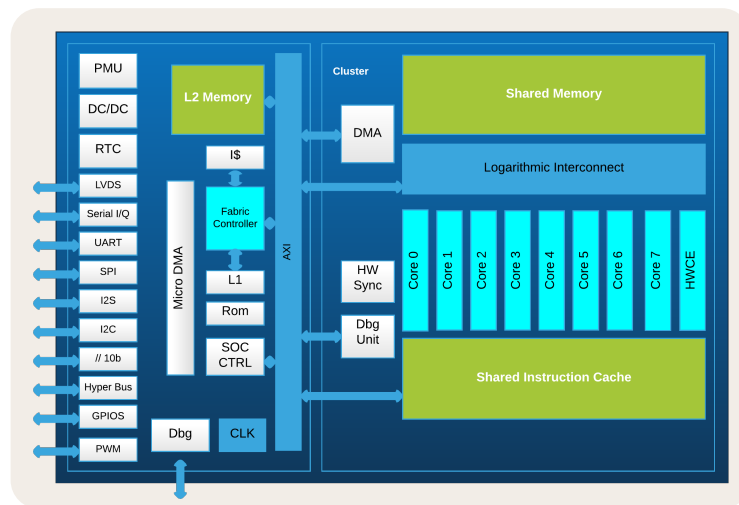 PMU
DC/DC
RTC
LVDS
Serial I/Q
UART
SPI
I2S
I2C
// 10b
Hyper Bus
GPIOS
PWM
L2 Memory
I$
Fabric
Controller
L1
Rom
SOC
CTRL
Micro DMA
Dbg
CLK
AXI
Cluster
DMA
HW
Sync
Dbg
Unit
Shared Memory
Logarithmic Interconnect
Core 0
Core 1
Core 2
Core 3
Core 4
Core 5
Core 6
Core 7
HWCE
Shared Instruction Cache